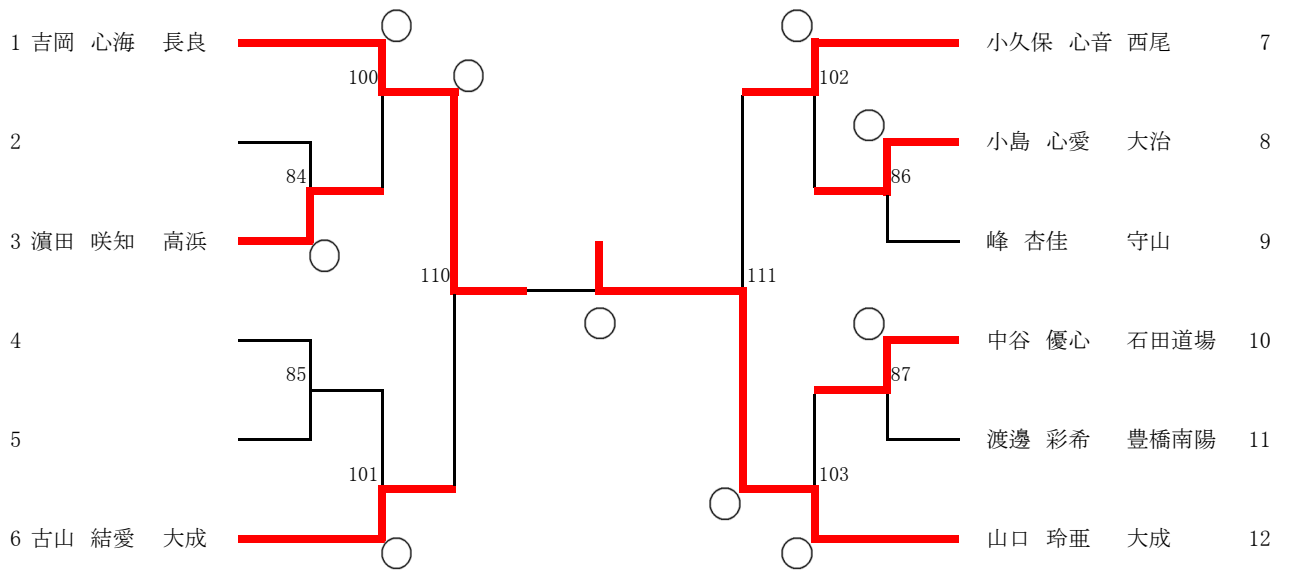 1 吉岡 心海 長良
2
3 濵田 咲知 高浜
4
5
6 古山 結愛 大成
100
84
110
85
101
102
86
111
87
103
小久保 心音 西尾 7
小島 心愛 大治 8
峰 杏佳 守山 9
中谷 優心 石田道場 10
渡邊 彩希 豊橋南陽 11
山口 玲亜 大成 12